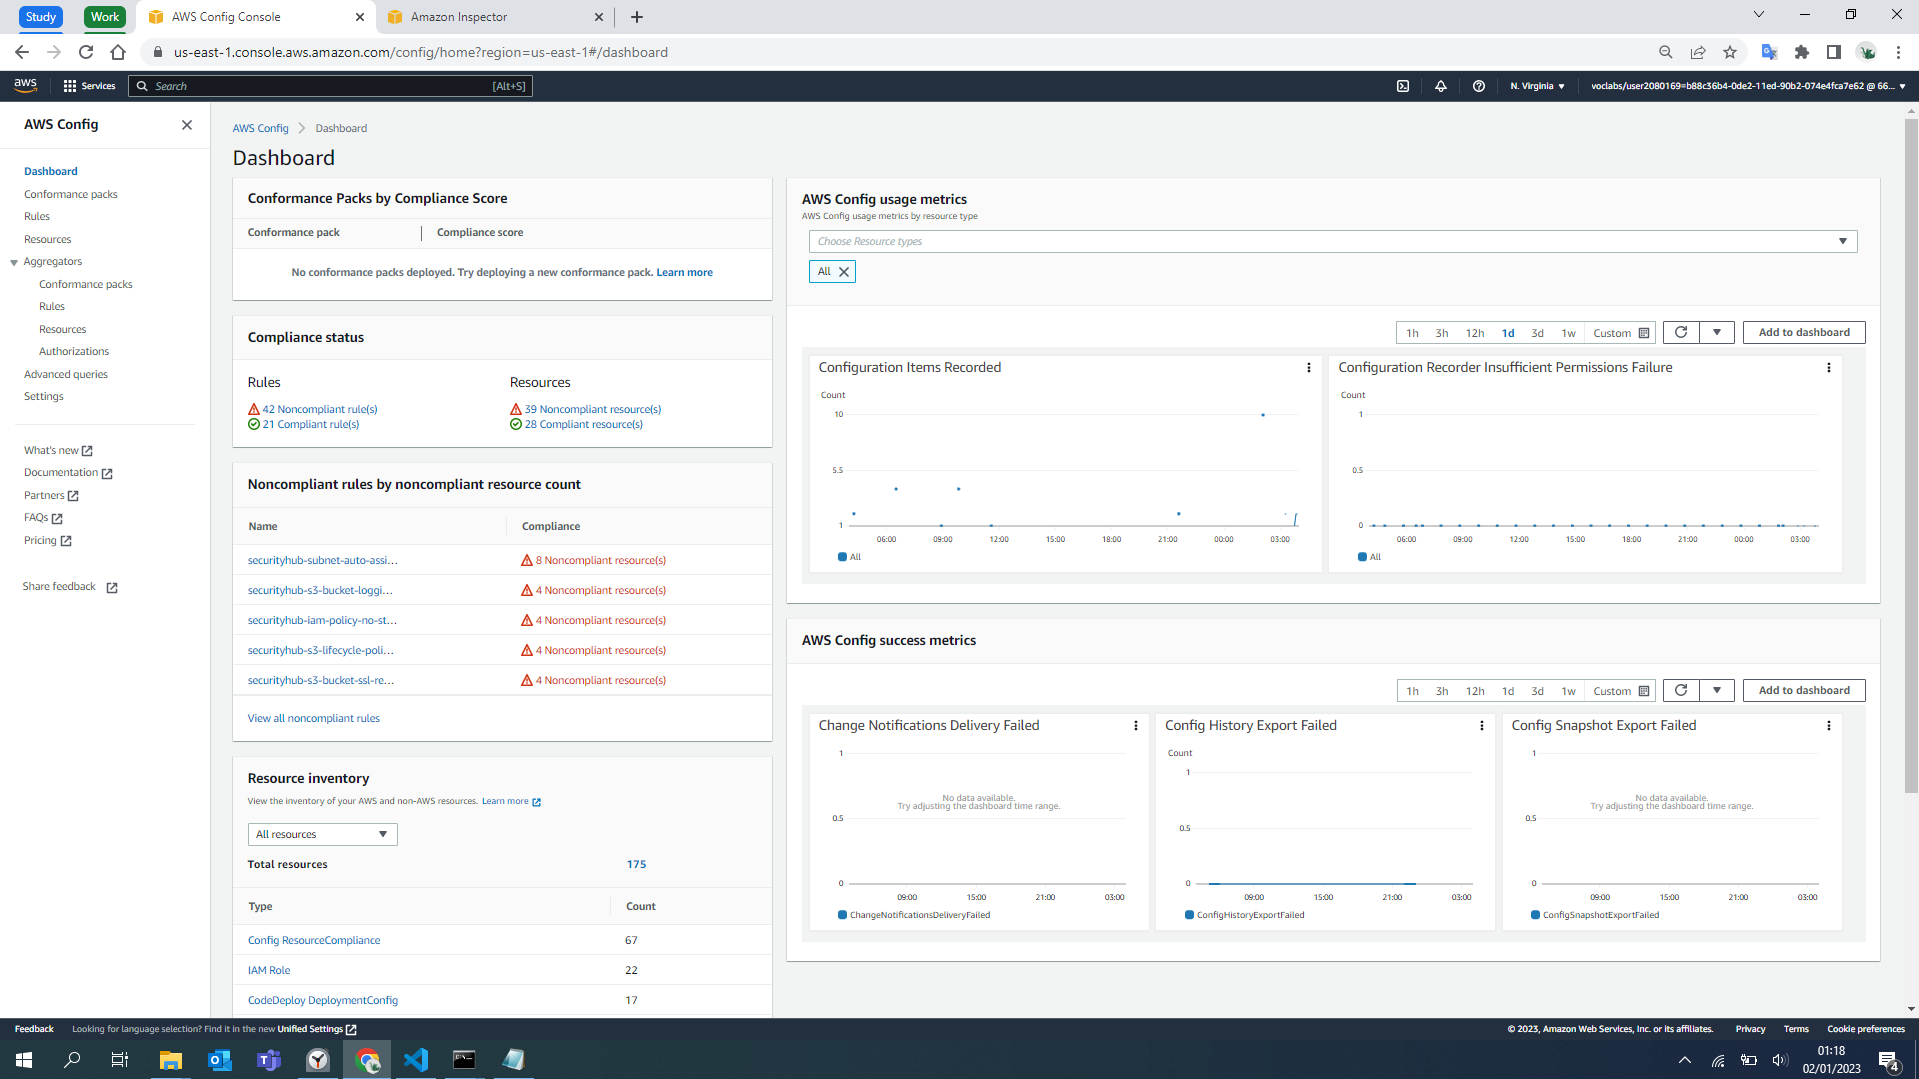 Study
Work
AWS Config Console
Amazon Inspector
us-east-1.console.aws.amazon.com/config/home?region=us-east-1#/dashboard
aws
Services
Search
[Alt+S]
N. Virginia
voclabs/user2080169=b88c36b4-0de2-11ed-90b2-074e4fca7e62 @ 66...
AWS Config
Dashboard
Conformance packs
Rules
Resources
Aggregators
Conformance packs
Rules
Resources
Authorizations
Advanced queries
Settings
What's new
Documentation
Partners
FAQs
Pricing
Share feedback
AWS Config
Dashboard
Dashboard
Conformance Packs by Compliance Score
Conformance pack
Compliance score
No conformance packs deployed. Try deploying a new conformance pack. Learn more
Compliance status
Rules
Resources
42 Noncompliant rule(s)
39 Noncompliant resource(s)
21 Compliant rule(s)
28 Compliant resource(s)
Noncompliant rules by noncompliant resource count
Name
Compliance
securityhub-subnet-auto-assi...
8 Noncompliant resource(s)
securityhub-s3-bucket-loggi...
4 Noncompliant resource(s)
securityhub-iam-policy-no-st...
4 Noncompliant resource(s)
securityhub-s3-lifecycle-poli...
4 Noncompliant resource(s)
securityhub-s3-bucket-ssl-re...
4 Noncompliant resource(s)
View all noncompliant rules
Resource inventory
View the inventory of your AWS and non-AWS resources. Learn more
All resources
Total resources
175
Type
Count
Config ResourceCompliance
67
IAM Role
22
CodeDeploy DeploymentConfig
17
AWS Config usage metrics
AWS Config usage metrics by resource type
Choose Resource types
All
1h 3h 12h 1d 3d 1w Custom
Add to dashboard
Configuration Items Recorded
Count
10
5.5
1
06:00 09:00 12:00 15:00 18:00 21:00 00:00 03:00
All
Configuration Recorder Insufficient Permissions Failure
Count
1
0.5
0
06:00 09:00 12:00 15:00 18:00 21:00 00:00 03:00
All
AWS Config success metrics
1h 3h 12h 1d 3d 1w Custom
Add to dashboard
Change Notifications Delivery Failed
1
No data available.
Try adjusting the dashboard time range.
0.5
0
09:00 15:00 21:00 03:00
ChangeNotificationsDeliveryFailed
Config History Export Failed
Count
1
0.5
0
09:00 15:00 21:00 03:00
ConfigHistoryExportFailed
Config Snapshot Export Failed
1
No data available.
Try adjusting the dashboard time range.
0.5
0
09:00 15:00 21:00 03:00
ConfigSnapshotExportFailed
Feedback
Looking for language selection? Find it in the new Unified Settings
© 2023, Amazon Web Services, Inc. or its affiliates.
Privacy
Terms
Cookie preferences
01:18
02/01/2023
4